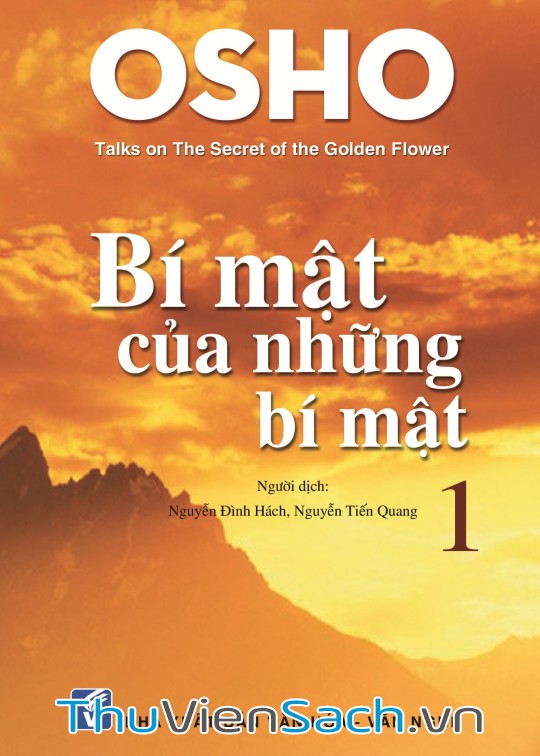 OSHO
Talks on The Secret of the Golden Flower
Bí mật
của những
bí mật
Người dịch:
Nguyễn Đình Hách, Nguyễn Tiến Quang
1
ThuVienSach.vn